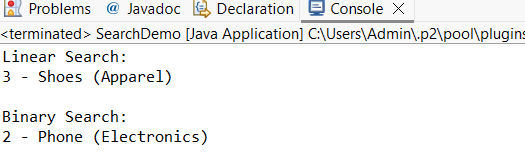 Problems @ Javadoc Declaration Console
<terminated> SearchDemo [Java Application] C:\Users\Admin\.p2\pool\plugins
Linear Search:
3 - Shoes (Apparel)
Binary Search:
2 - Phone (Electronics)